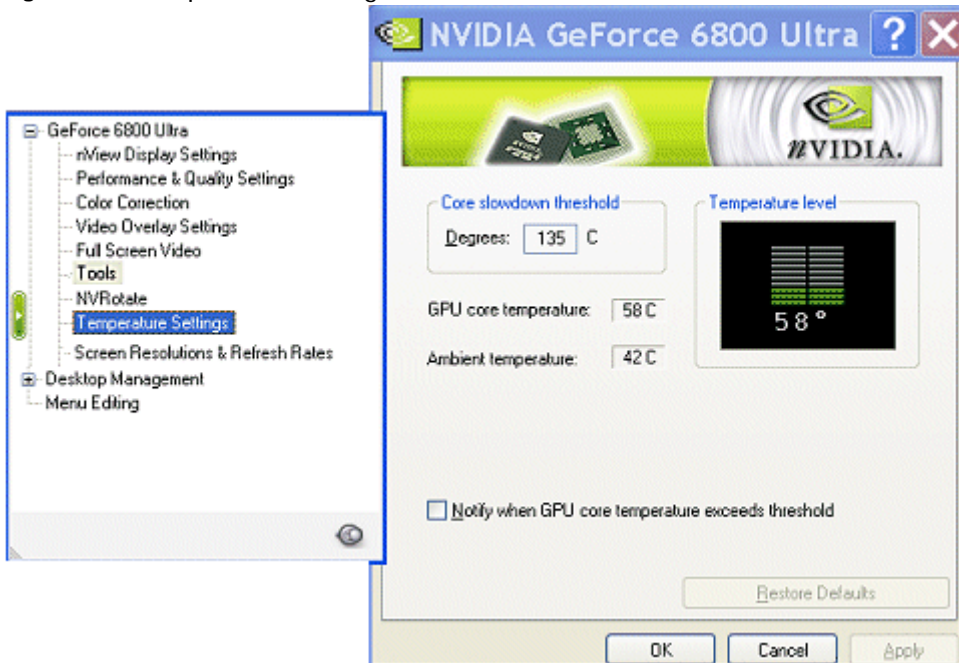 NVIDIA GeForce 6800 Ultra
nVIDIA.
GeForce 6800 Ultra
nView Display Settings
Performance & Quality Settings
Color Correction
Video Overlay Settings
Full Screen Video
Tools
NVRotate
Temperature Settings
Screen Resolutions & Refresh Rates
Desktop Management
Menu Editing
Core slowdown threshold
Degrees: 135 C
Temperature level
58°
GPU core temperature: 58 C
Ambient temperature: 42 C
Notify when GPU core temperature exceeds threshold
Restore Defaults
OK Cancel Apply